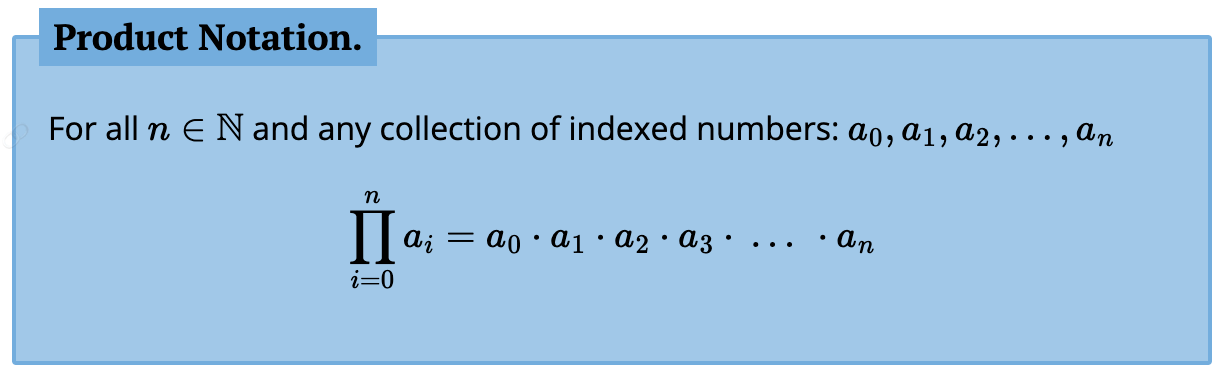 Product Notation.
For all n ∈ ℕ and any collection of indexed numbers: a₀, a₁, a₂, . . . , aₙ
∏ⁿᵢ₌₀ aᵢ = a₀ · a₁ · a₂ · a₃ · . . . · aₙ